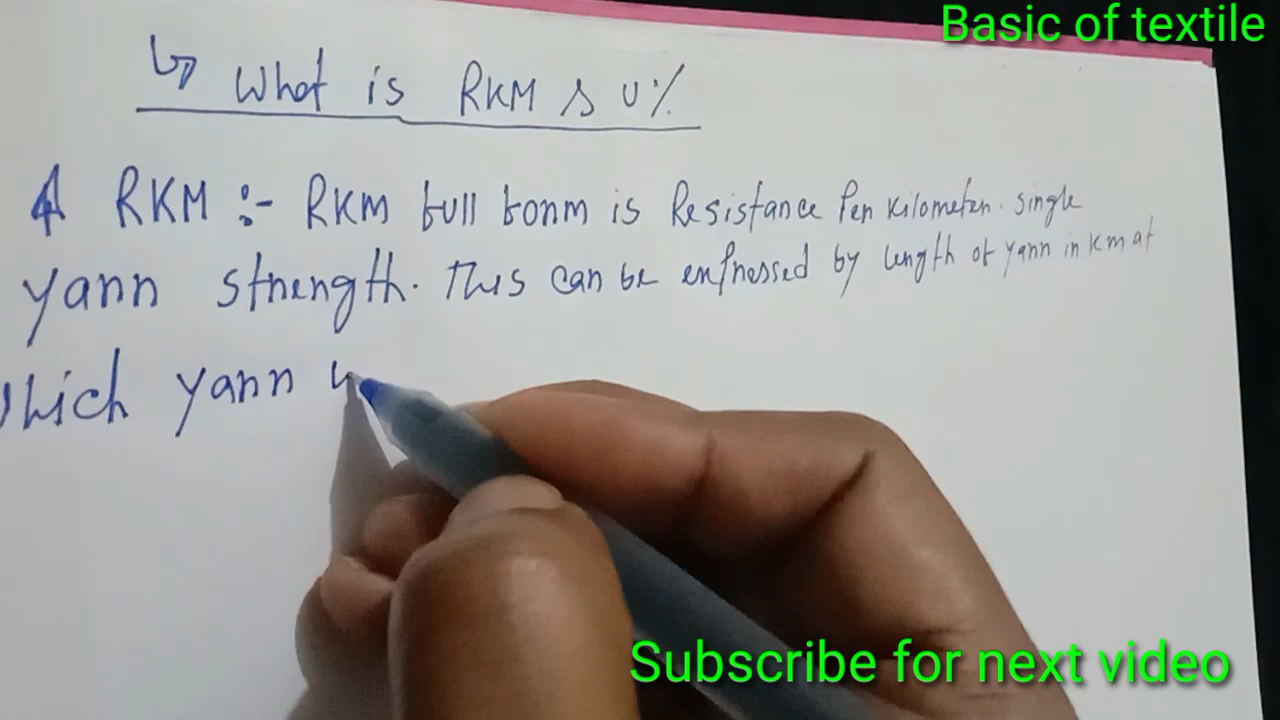 Basic of textile
↳ What is RKM & U%
RKM :- RKM full form is Resistance Per Kilometer. single
yarn strength. This can be expressed by length of yarn in km at
which yarn
Subscribe for next video